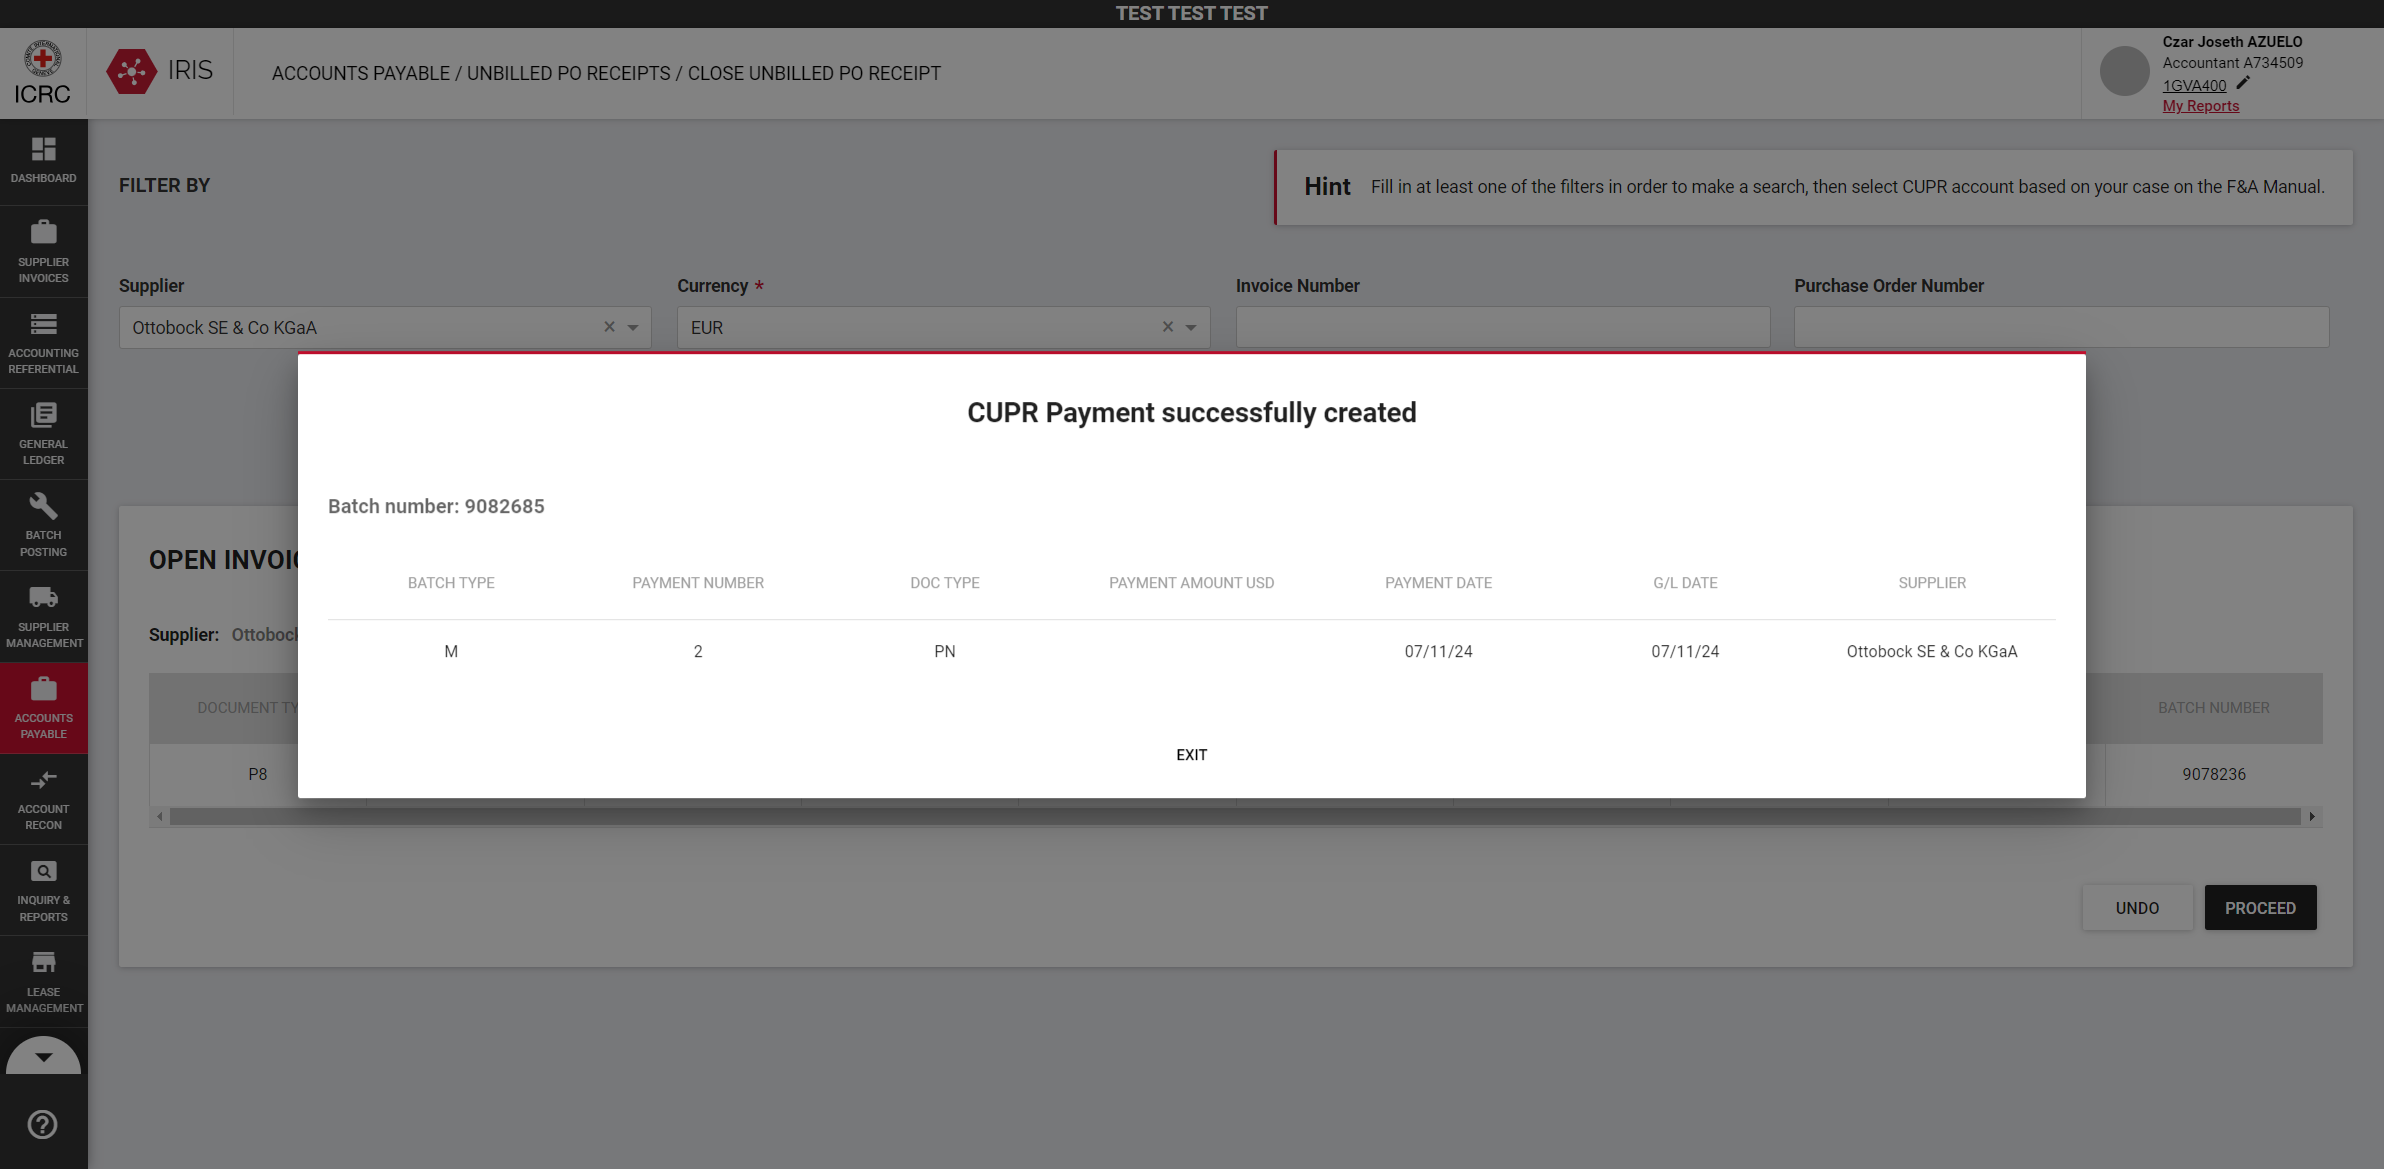 TEST TEST TEST
ICRC
IRIS
ACCOUNTS PAYABLE / UNBILLED PO RECEIPTS / CLOSE UNBILLED PO RECEIPT
Czar Joseth AZUELO
Accountant A734509
1GVA400
My Reports
DASHBOARD
SUPPLIER
INVOICES
ACCOUNTING
REFERENTIAL
GENERAL
LEDGER
BATCH
POSTING
SUPPLIER
MANAGEMENT
ACCOUNTS
PAYABLE
ACCOUNT
RECON
INQUIRY &
REPORTS
LEASE
MANAGEMENT
FILTER BY
Hint Fill in at least one of the filters in order to make a search, then select CUPR account based on your case on the F&A Manual.
Supplier Currency * Invoice Number Purchase Order Number
Ottobock SE & Co KGaA EUR
CUPR Payment successfully created
Batch number: 9082685
BATCH TYPE PAYMENT NUMBER DOC TYPE PAYMENT AMOUNT USD PAYMENT DATE G/L DATE SUPPLIER
M 2 PN 07/11/24 07/11/24 Ottobock SE & Co KGaA
EXIT
OPEN INVOI
Supplier: Ottobock
DOCUMENT TY BATCH NUMBER
P8 9078236
UNDO PROCEED